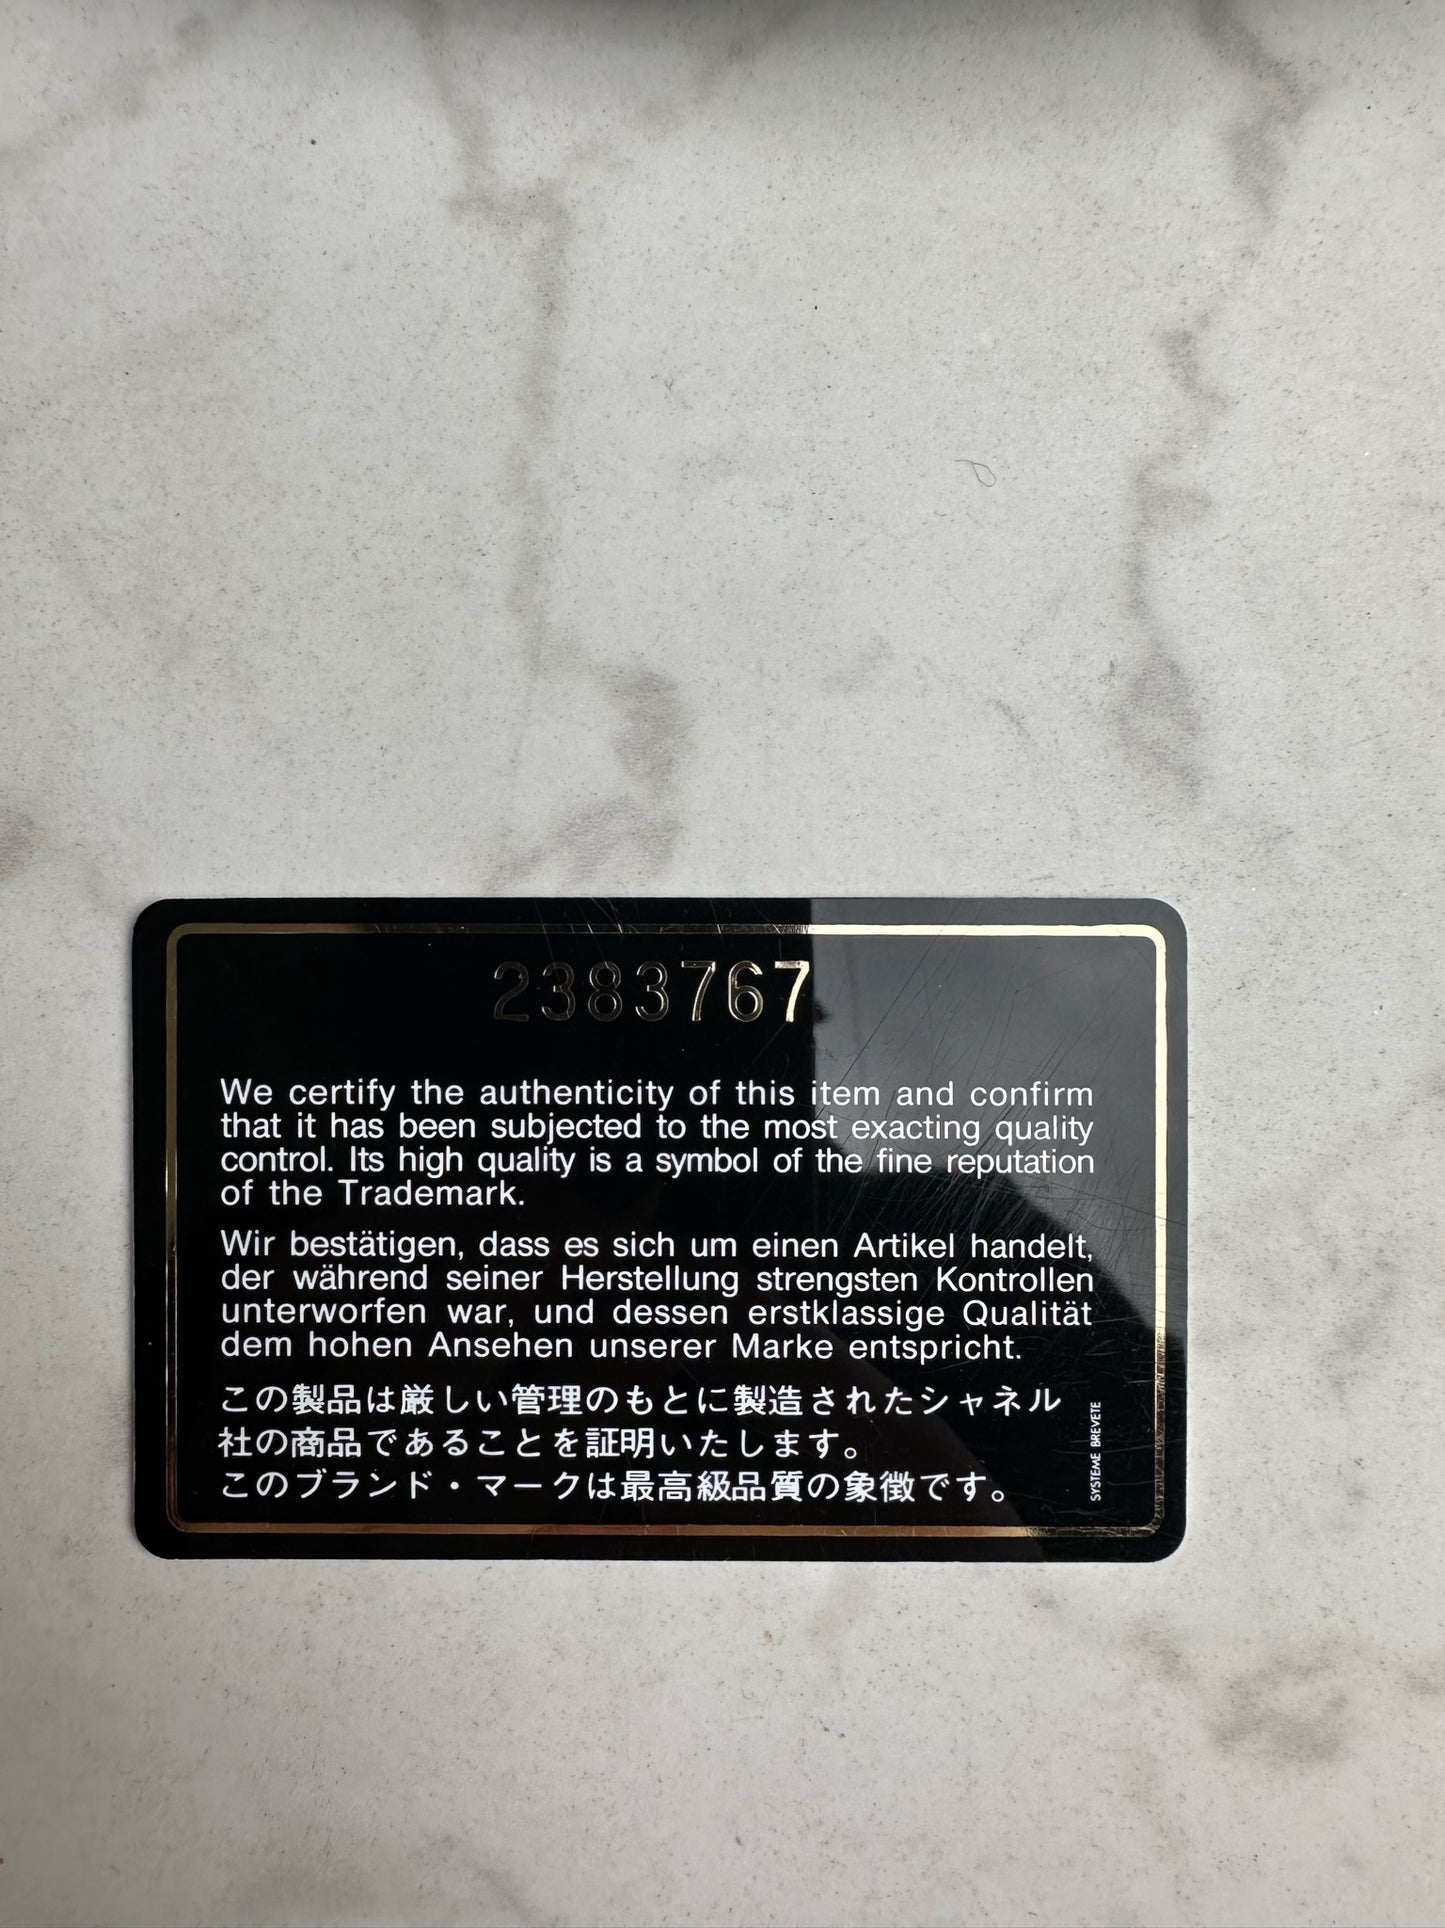 2383767
We certify the authenticity of this item and confirm
that it has been subjected to the most exacting quality
control. Its high quality is a symbol of the fine reputation
of the Trademark.
Wir bestätigen, dass es sich um einen Artikel handelt,
der während seiner Herstellung strengsten Kontrollen
unterworfen war, und dessen erstklassige Qualität
dem hohen Ansehen unserer Marke entspricht.
この製品は厳しい管理のもとに製造されたシャネル
社の商品であることを証明いたします。
このブランド・マークは最高級品質の象徴です。
SYSTEME BREVETE